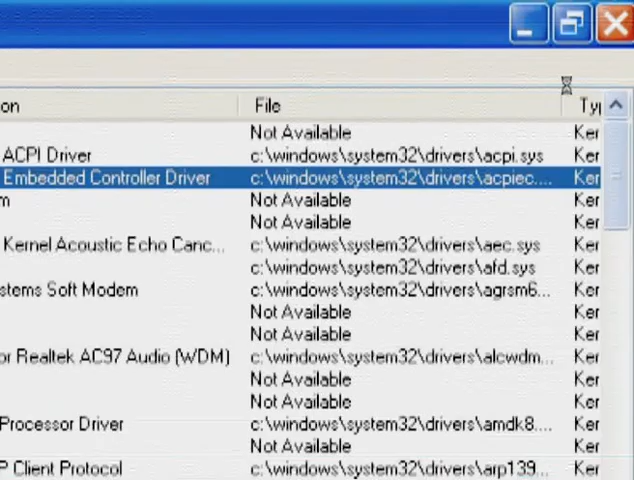 on File Ty
Not Available
ACPI Driver c:\windows\system32\drivers\acpi.sys Ker
Embedded Controller Driver c:\windows\system32\drivers\acpiec.... Ker
m Not Available Ker
Not Available Ker
Kernel Acoustic Echo Canc... c:\windows\system32\drivers\aec.sys Ker
c:\windows\system32\drivers\afd.sys Ker
stems Soft Modem c:\windows\system32\drivers\agrsm6... Ker
Not Available Ker
Not Available Ker
or Realtek AC97 Audio (WDM) c:\windows\system32\drivers\alcwdm... Ker
Not Available Ker
Not Available Ker
Processor Driver c:\windows\system32\drivers\amdk8.... Ker
Not Available Ker
P Client Protocol c:\windows\system32\drivers\arp139... Ker